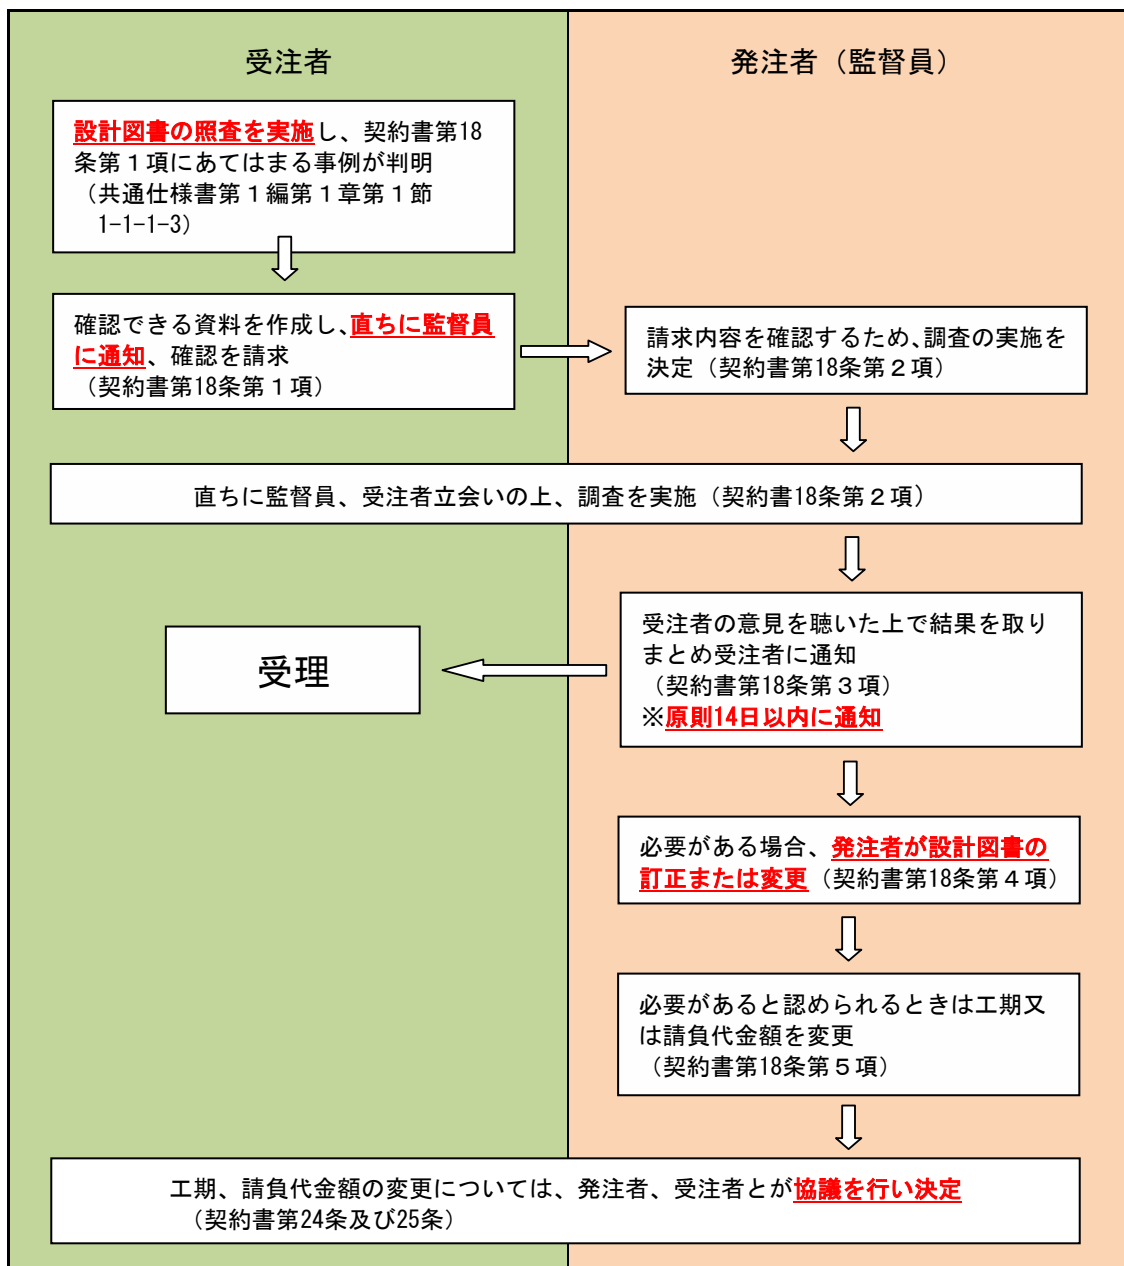 受注者
発注者（監督員）
設計図書の照査を実施し、契約書第18
条第１項にあてはまる事例が判明
（共通仕様書第１編第１章第１節
1-1-1-3）
確認できる資料を作成し、直ちに監督員
に通知、確認を請求
（契約書第18条第１項）
請求内容を確認するため、調査の実施を
決定（契約書第18条第２項）
直ちに監督員、受注者立会いの上、調査を実施（契約書18条第２項）
受注者の意見を聴いた上で結果を取り
まとめ受注者に通知
（契約書第18条第３項）
※原則14日以内に通知
受理
必要がある場合、発注者が設計図書の
訂正または変更（契約書第18条第４項）
必要があると認められるときは工期又
は請負代金額を変更
（契約書第18条第５項）
工期、請負代金額の変更については、発注者、受注者とが協議を行い決定
（契約書第24条及び25条）